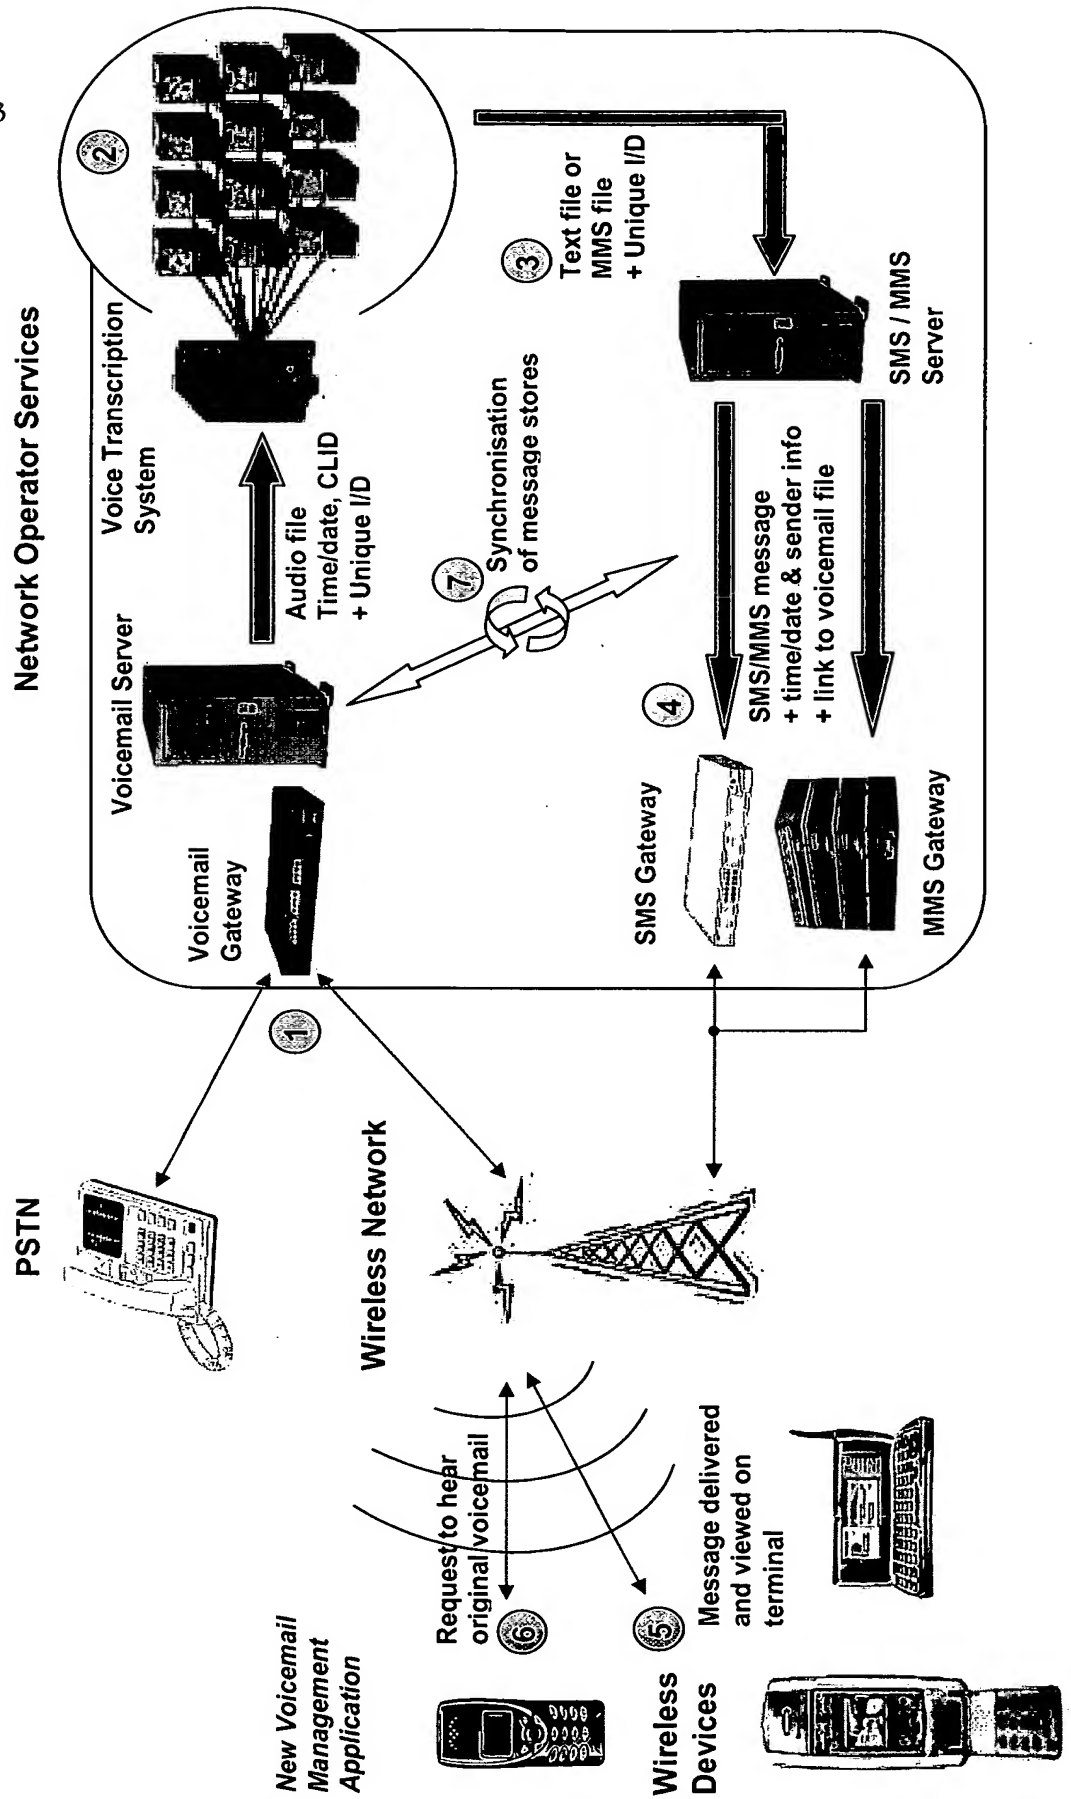 Network Operator Services
PSTN
Wireless Network
New Voicemail
Management
Application
Wireless
Devices
Voicemail
Gateway
Voicemail Server
Voice Transcription
System
Audio file
Time/date, CLID
+ Unique I/D
1
2
3
Text file or
MMS file
+ Unique I/D
SMS / MMS
Server
4
SMS/MMS message
+ time/date & sender info
+ link to voicemail file
SMS Gateway
MMS Gateway
5
Message delivered
and viewed on
terminal
6
Request to hear
original voicemail
7
Synchronisation
of message stores